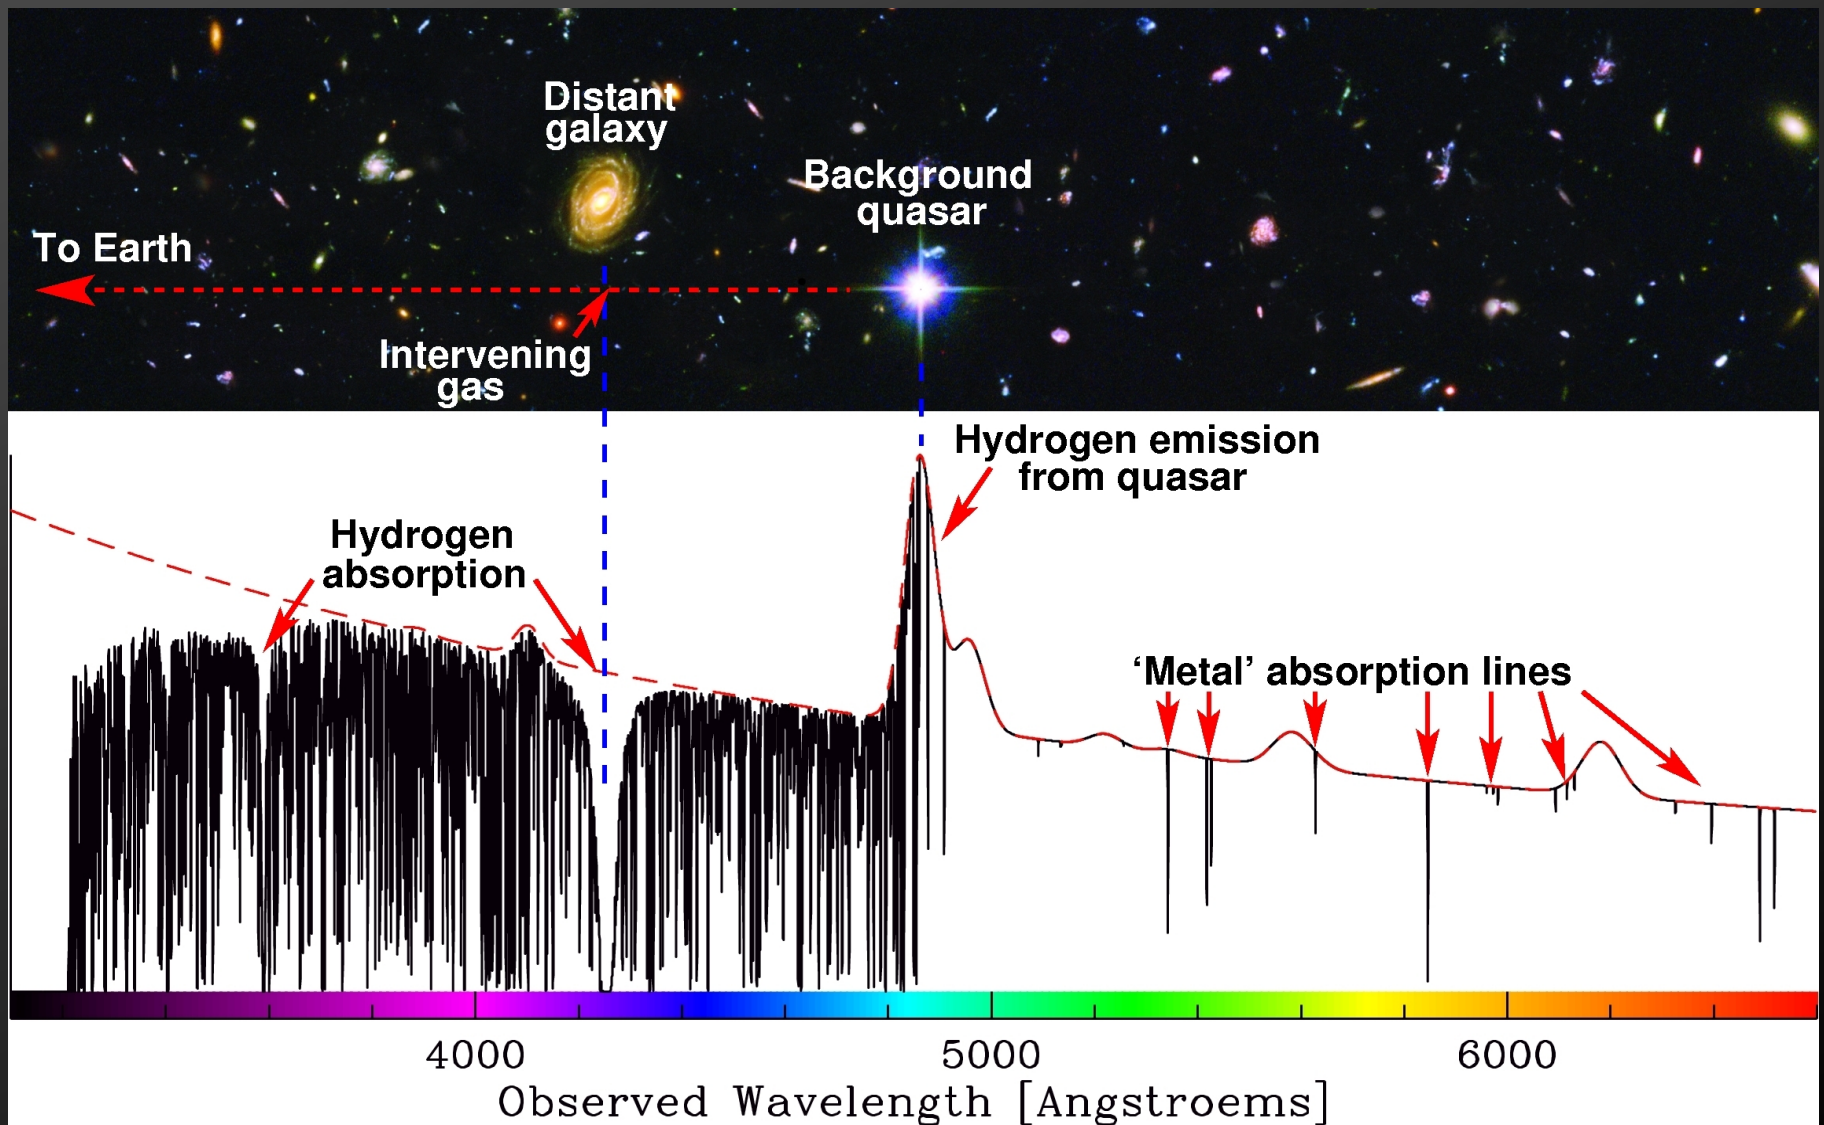 Distant
galaxy
Background
quasar
To Earth
Intervening
gas
Hydrogen emission
from quasar
Hydrogen
absorption
‘Metal’ absorption lines
4000
5000
6000
Observed Wavelength [Angstroems]